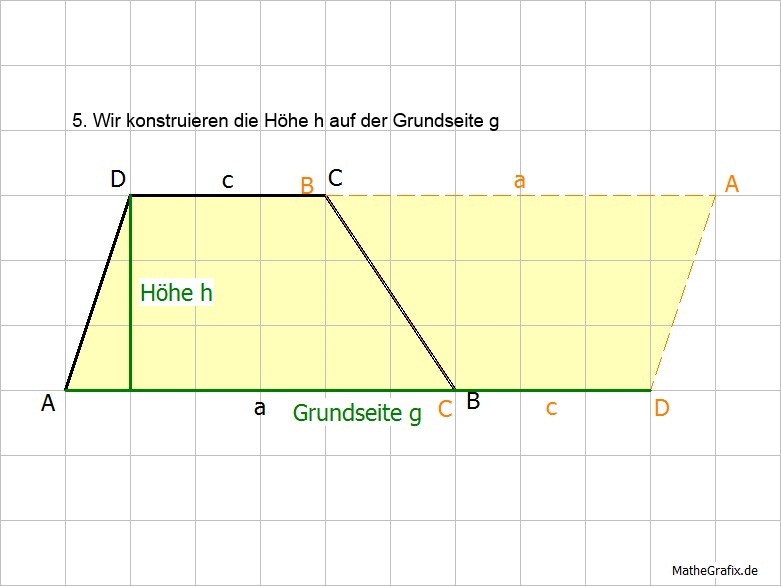 5. Wir konstruieren die Höhe h auf der Grundseite g
D c B C a A
Höhe h
A a Grundseite g C B c D
MatheGrafix.de